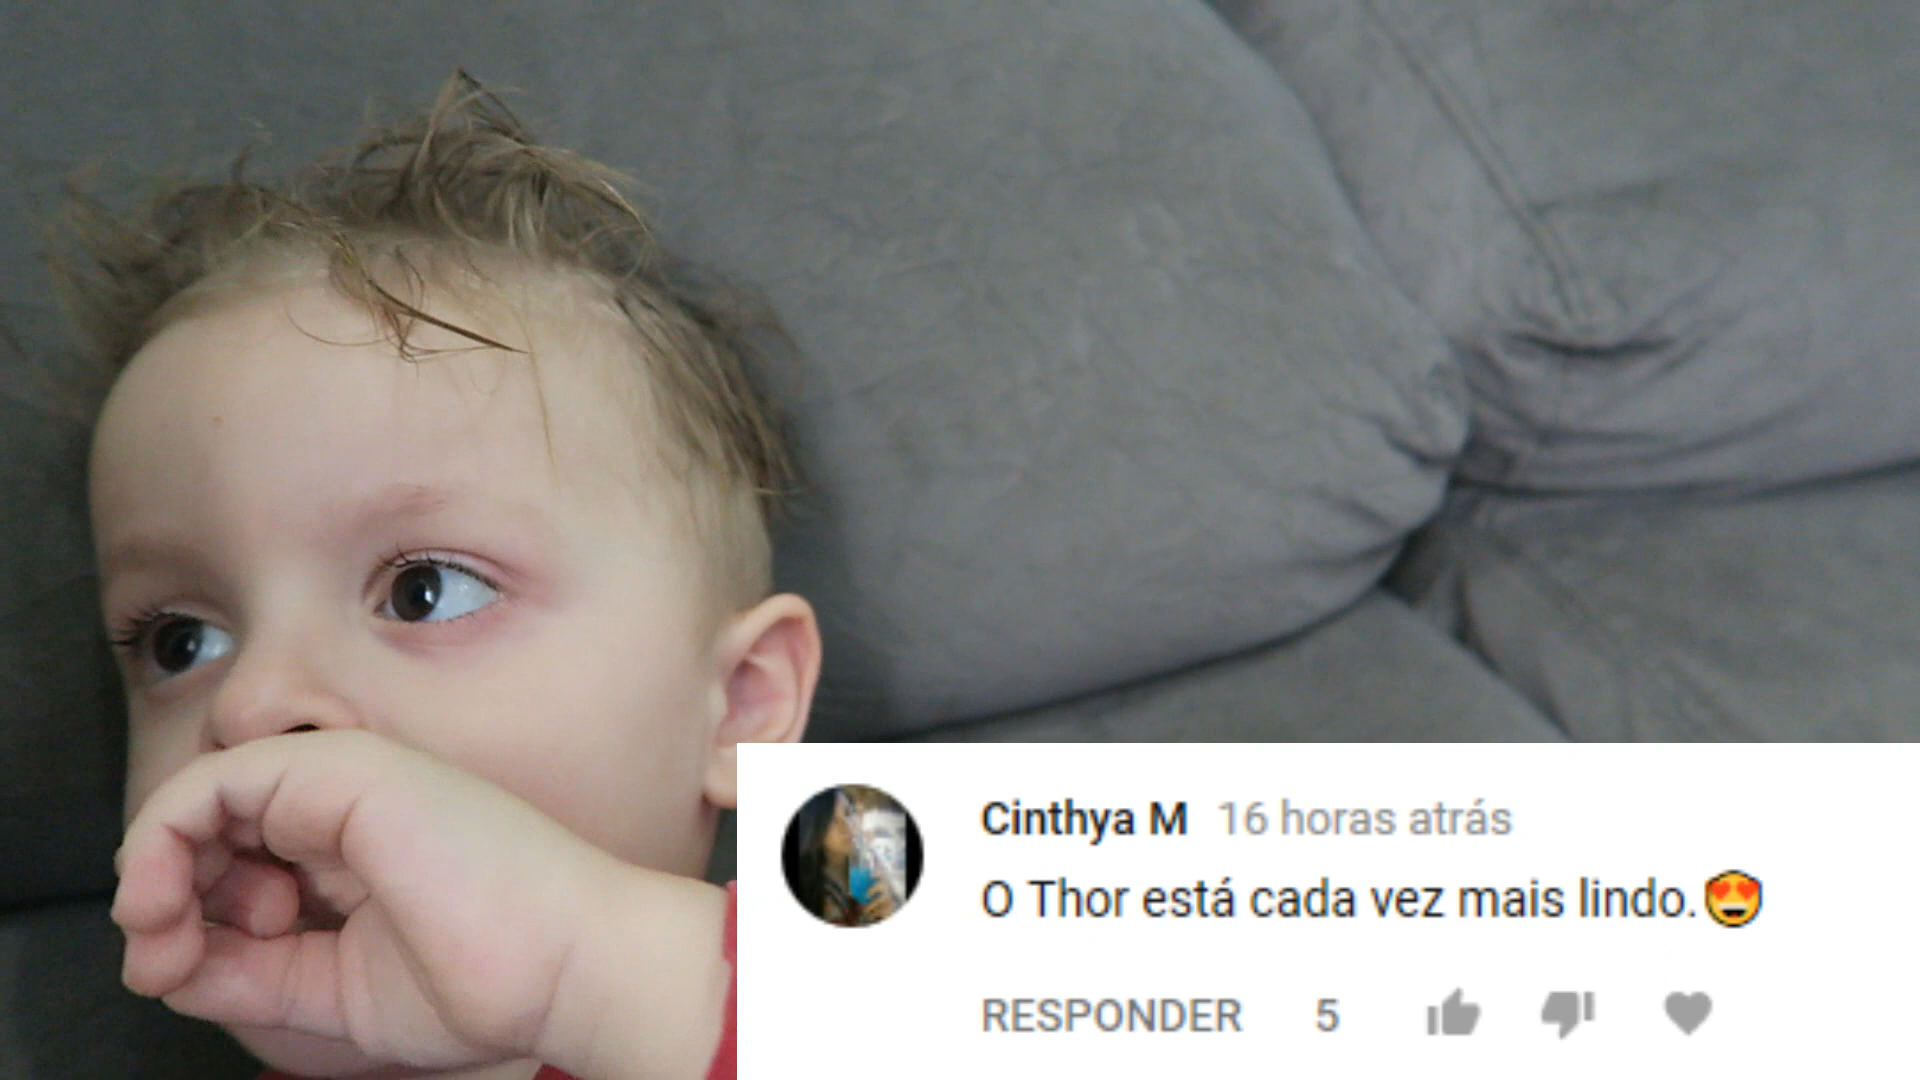 Cinthya M 16 horas atrás
O Thor está cada vez mais lindo.😍
RESPONDER 5